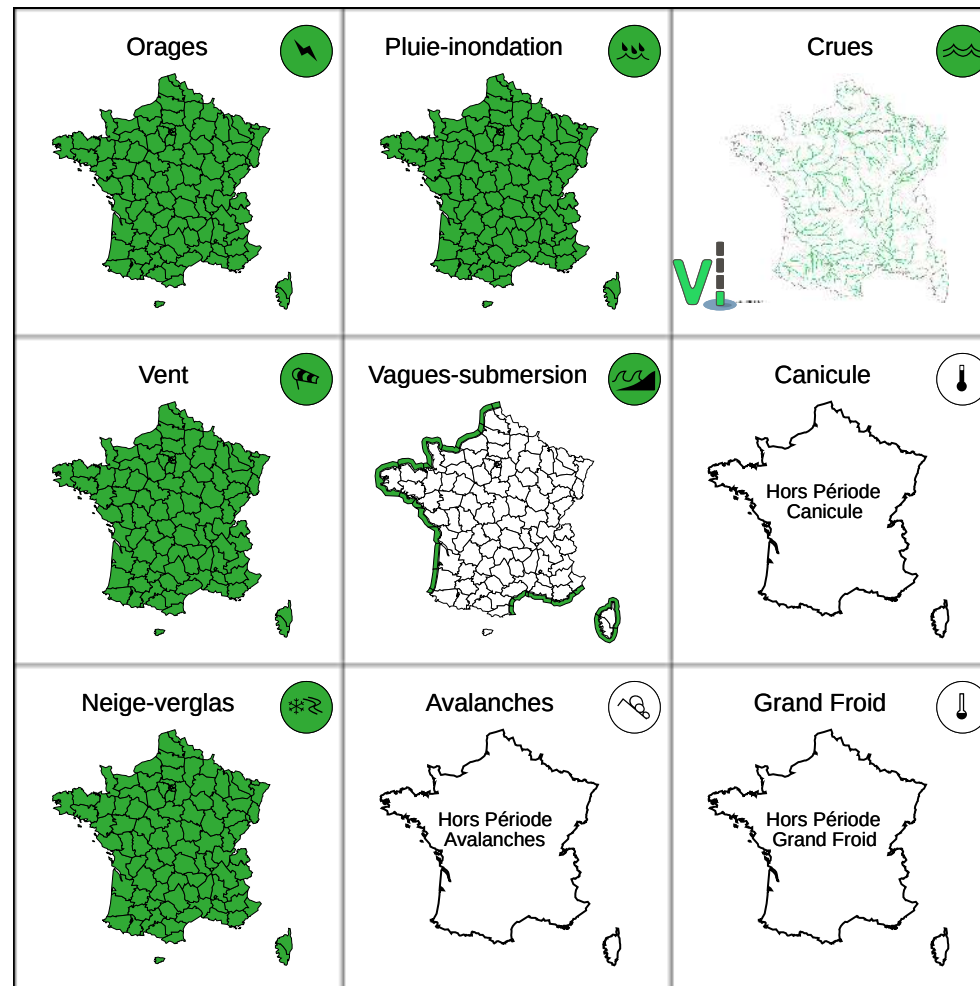 Orages
Pluie-inondation
Crues
Vi
Vent
Vagues-submersion
Canicule
Hors Période
Canicule
Neige-verglas
Avalanches
Grand Froid
Hors Période
Avalanches
Hors Période
Grand Froid